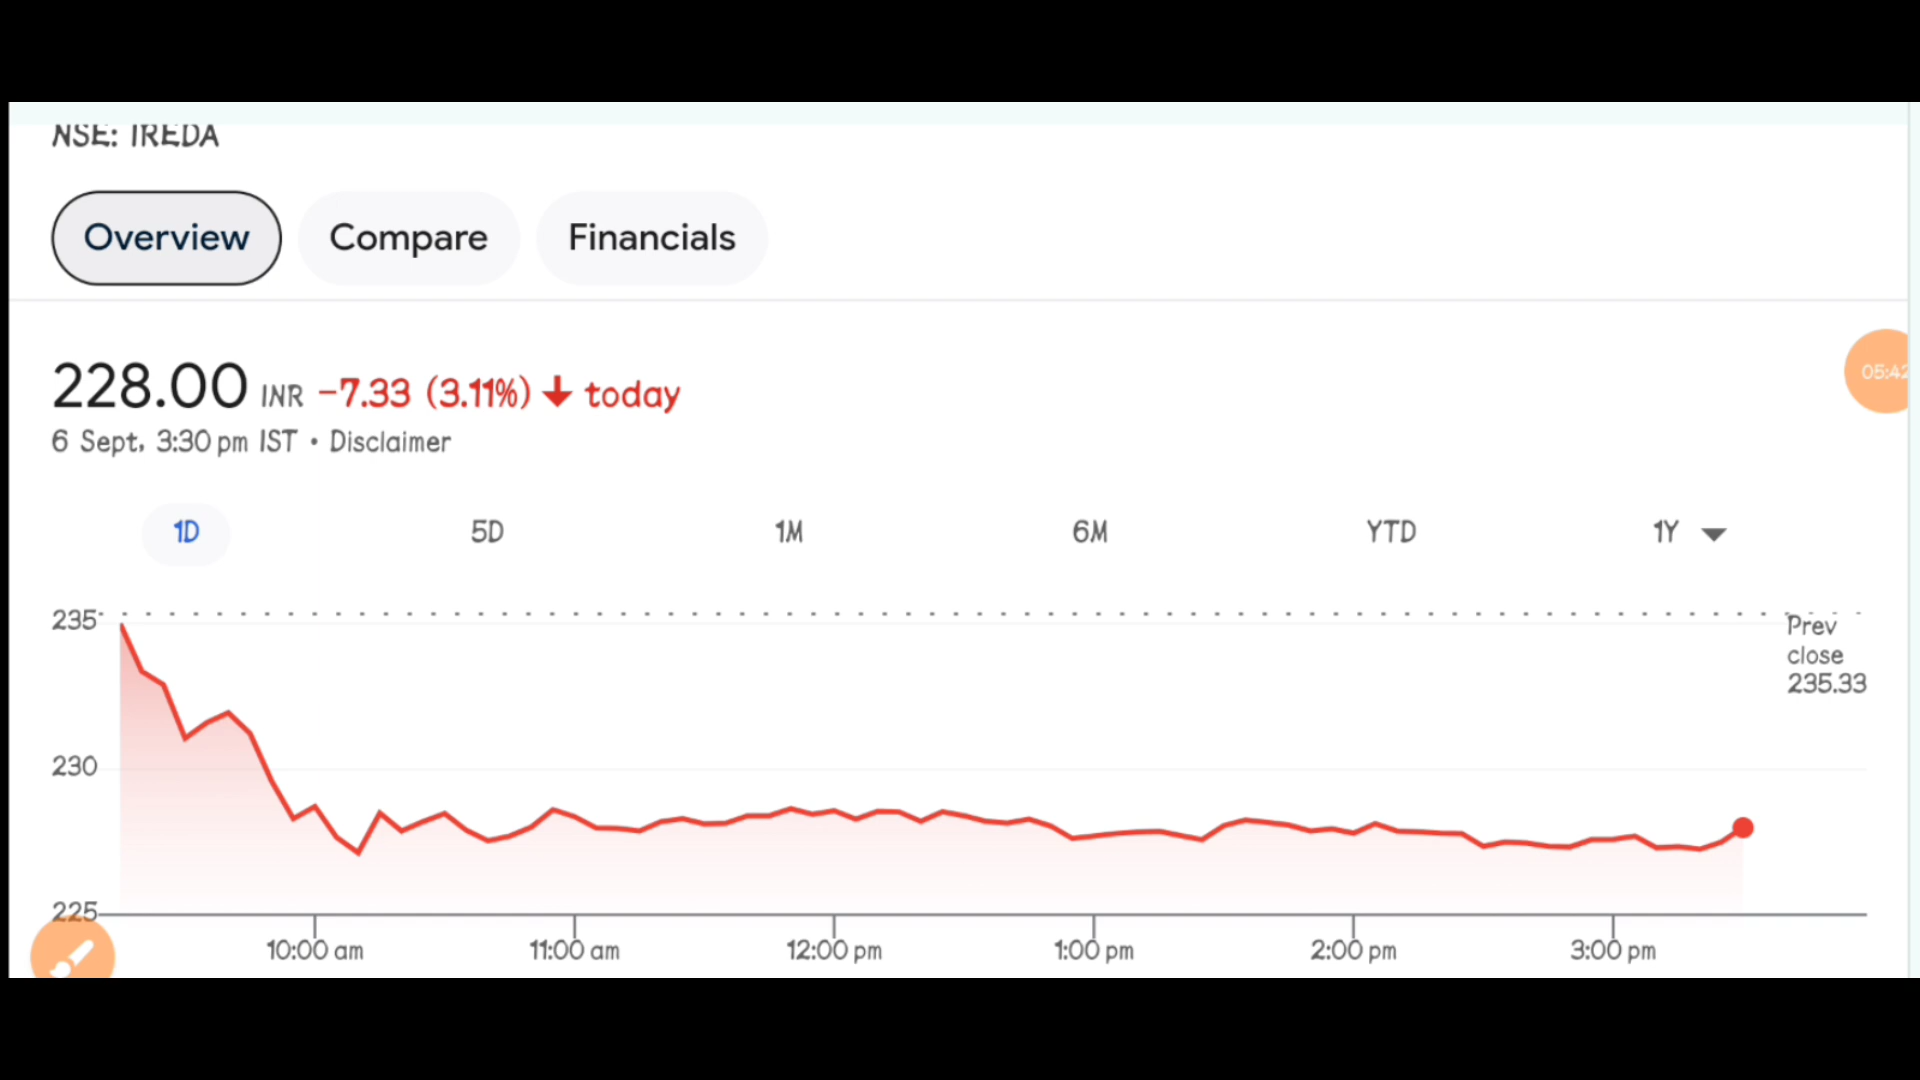 NSE: IREDA
Overview Compare Financials
228.00 INR −7.33 (3.11%) ↓ today
6 Sept, 3:30 pm IST • Disclaimer
1D 5D 1M 6M YTD 1Y
05:42
235
Prev
close
235.33
230
225
10:00 am 11:00 am 12:00 pm 1:00 pm 2:00 pm 3:00 pm